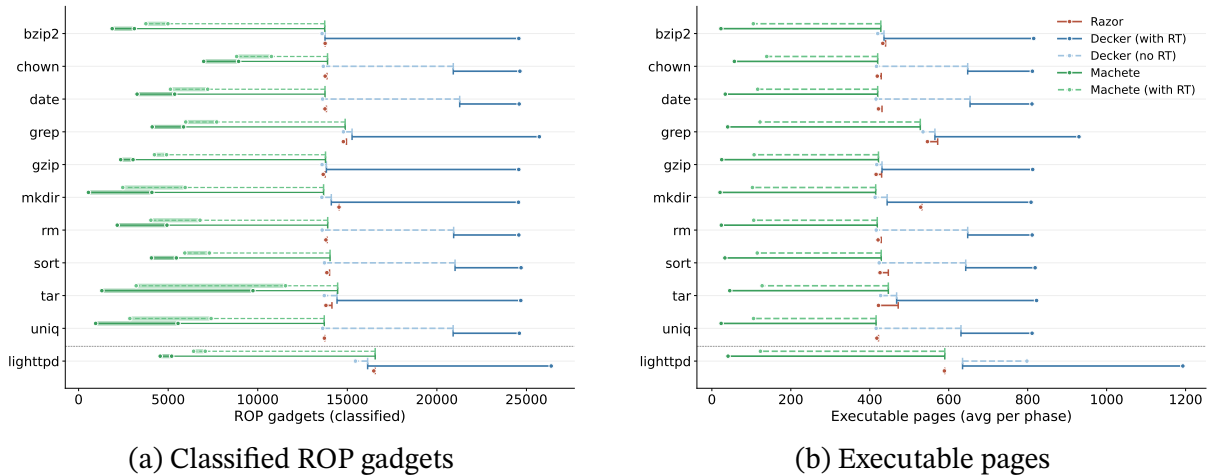 bzip2
chown
date
grep
gzip
mkdir
rm
sort
tar
uniq
lighttpd
0 5000 10000 15000 20000 25000
ROP gadgets (classified)
(a) Classified ROP gadgets
bzip2
chown
date
grep
gzip
mkdir
rm
sort
tar
uniq
lighttpd
0 200 400 600 800 1000 1200
Executable pages (avg per phase)
Razor
Decker (with RT)
Decker (no RT)
Machete
Machete (with RT)
(b) Executable pages